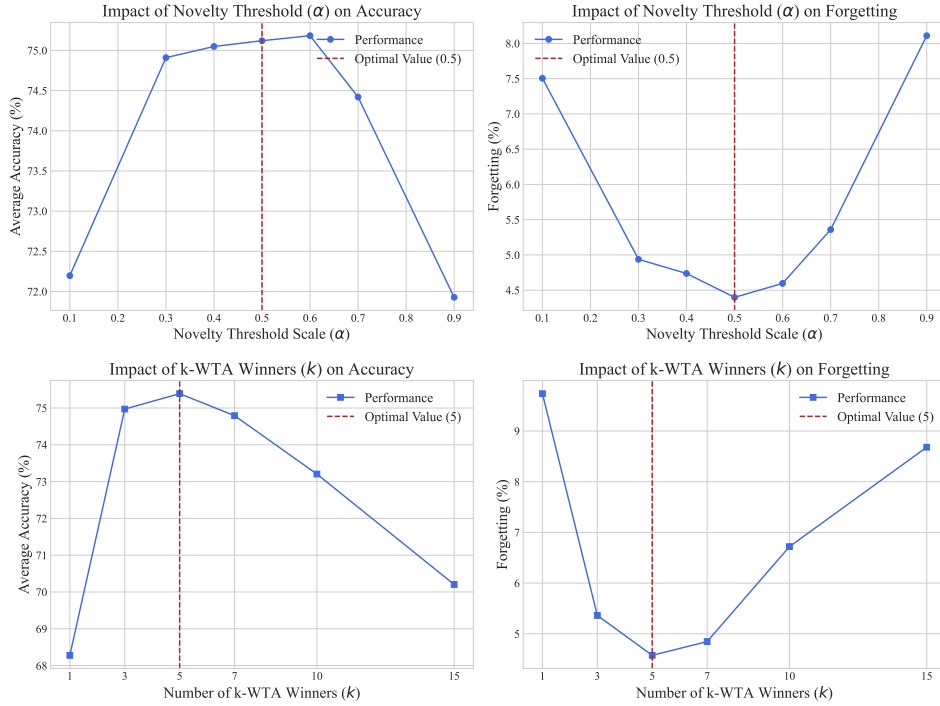 Impact of Novelty Threshold (α) on Accuracy
Performance
Optimal Value (0.5)
Average Accuracy (%)
75.0
74.5
74.0
73.5
73.0
72.5
72.0
0.1 0.2 0.3 0.4 0.5 0.6 0.7 0.8 0.9
Novelty Threshold Scale (α)
Impact of Novelty Threshold (α) on Forgetting
Performance
Optimal Value (0.5)
Forgetting (%)
8.0
7.5
7.0
6.5
6.0
5.5
5.0
4.5
0.1 0.2 0.3 0.4 0.5 0.6 0.7 0.8 0.9
Novelty Threshold Scale (α)
Impact of k-WTA Winners (k) on Accuracy
Performance
Optimal Value (5)
Average Accuracy (%)
75
74
73
72
71
70
69
68
1 3 5 7 10 15
Number of k-WTA Winners (k)
Impact of k-WTA Winners (k) on Forgetting
Performance
Optimal Value (5)
Forgetting (%)
9
8
7
6
5
1 3 5 7 10 15
Number of k-WTA Winners (k)